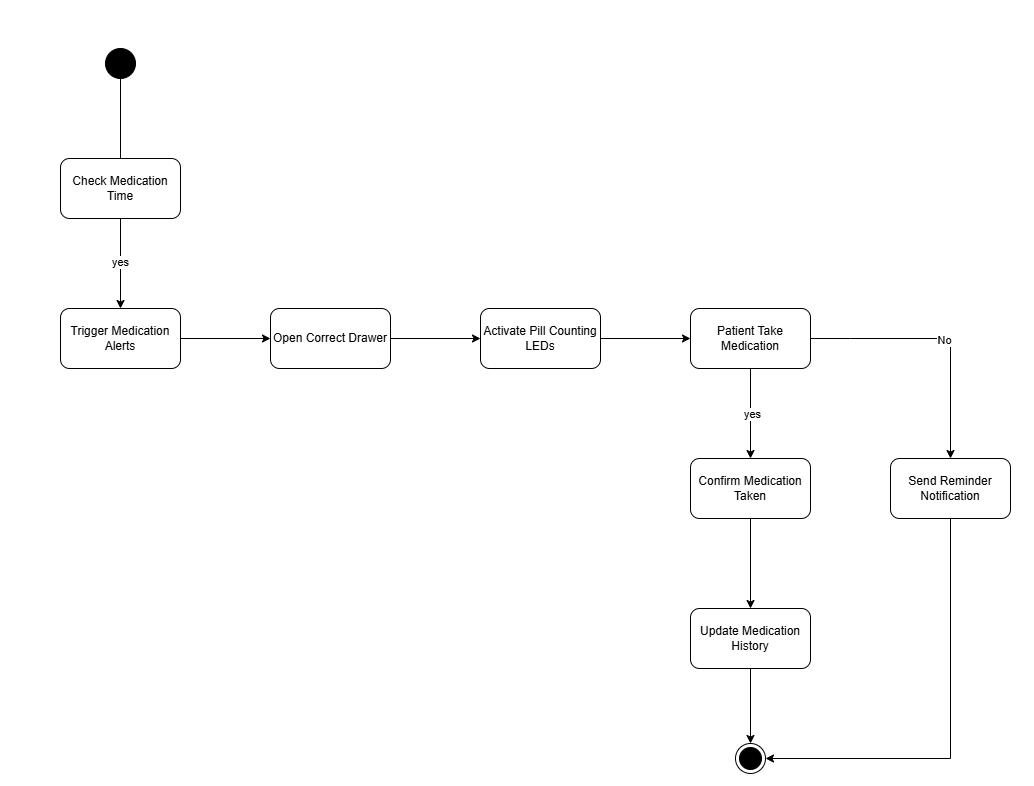 Check Medication
Time
yes
Trigger Medication
Alerts
Open Correct Drawer
Activate Pill Counting
LEDs
Patient Take
Medication
No
yes
Confirm Medication
Taken
Send Reminder
Notification
Update Medication
History